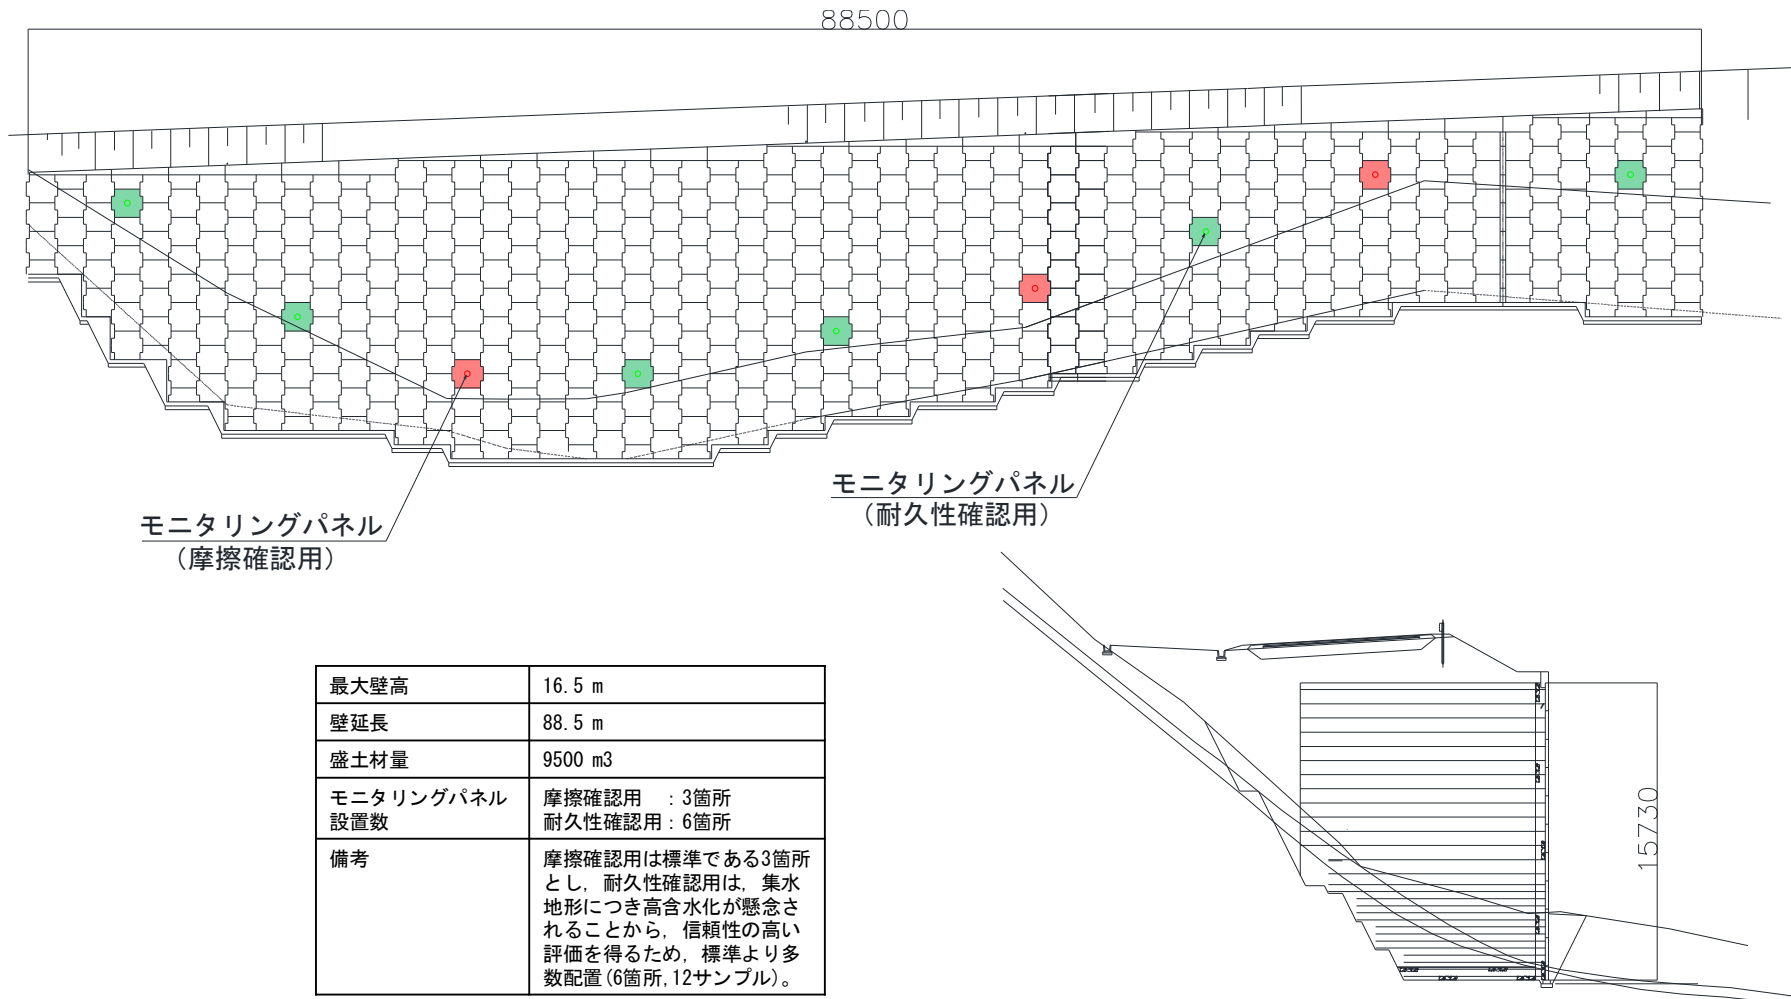 88500
モニタリングパネル
（耐久性確認用）
モニタリングパネル
（摩擦確認用）
最大壁高 16.5 m
壁延長 88.5 m
盛土材量 9500 m3
モニタリングパネル
設置数
摩擦確認用　：3箇所
耐久性確認用：6箇所
備考
摩擦確認用は標準である3箇所
とし，耐久性確認用は，集水
地形につき高含水化が懸念さ
れることから，信頼性の高い
評価を得るため，標準より多
数配置(6箇所,12サンプル)。
15730